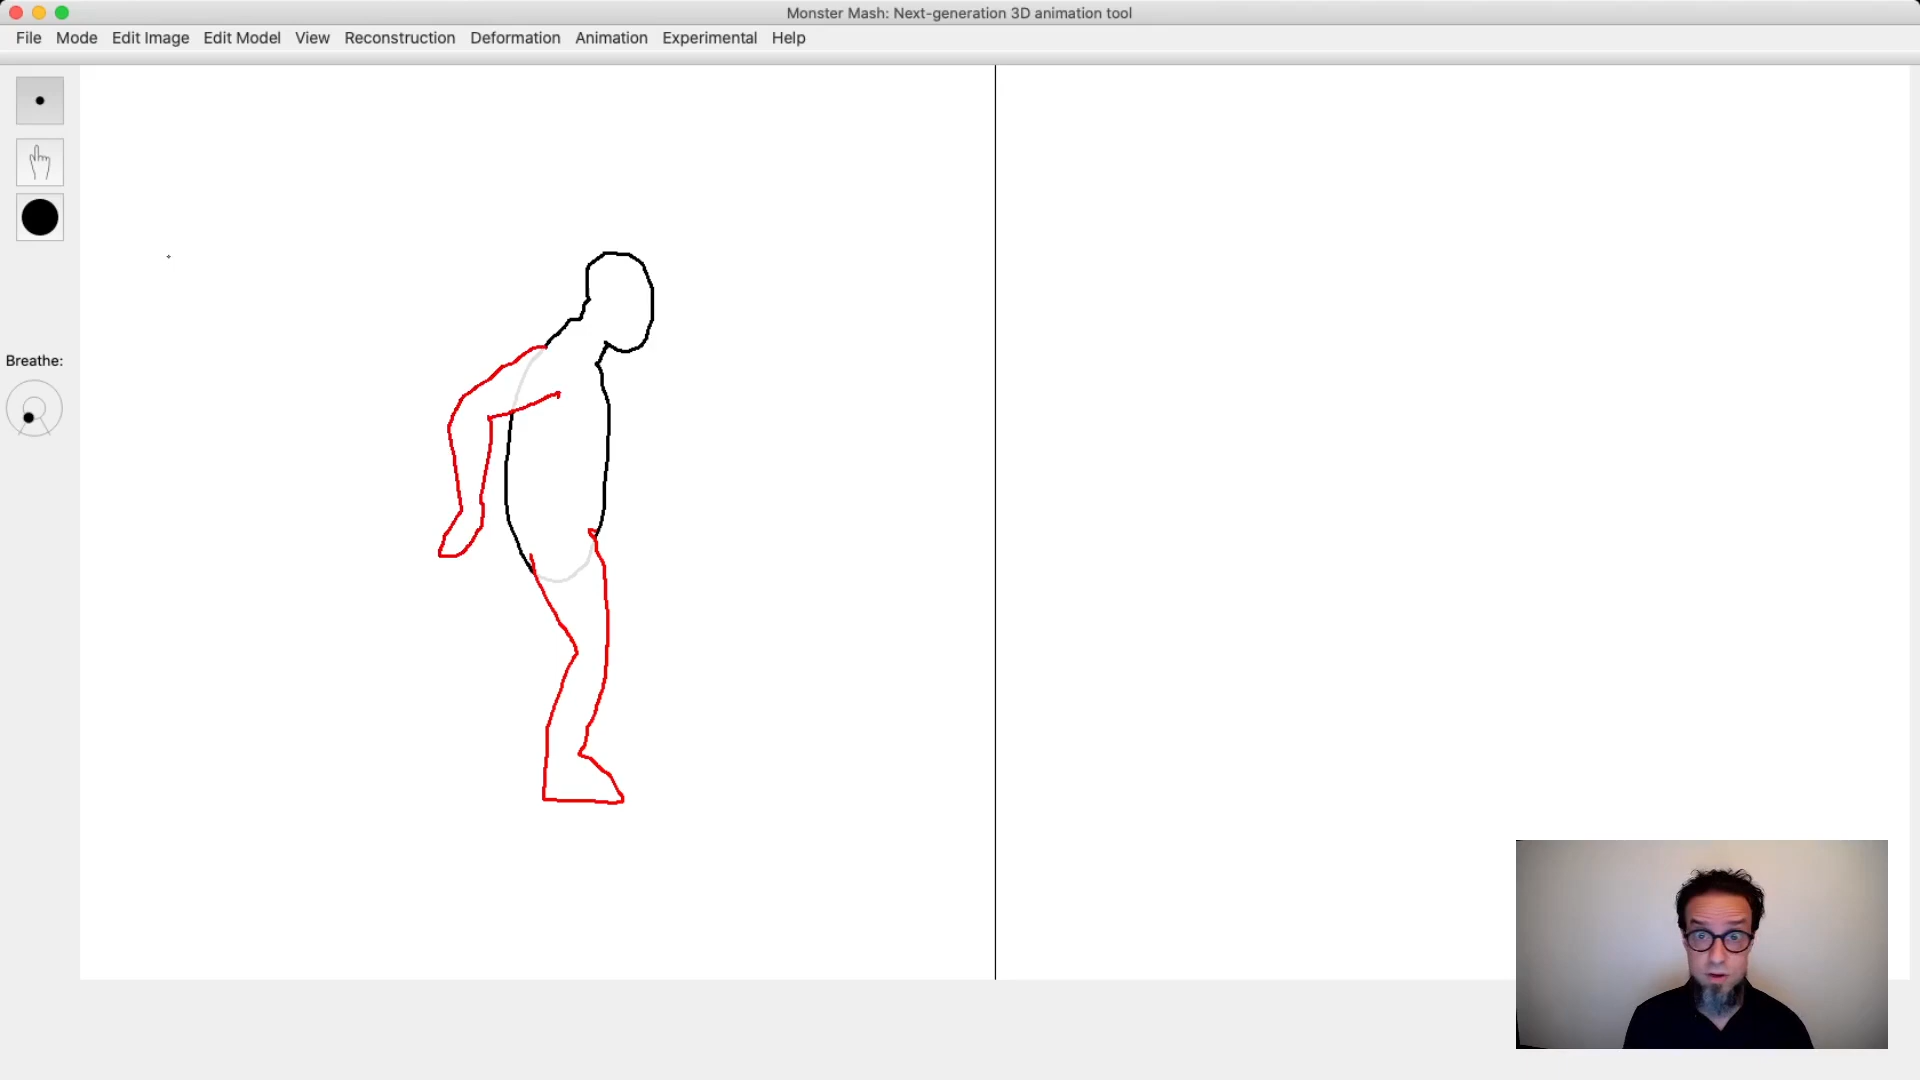 Monster Mash: Next-generation 3D animation tool
File Mode Edit Image Edit Model View Reconstruction Deformation Animation Experimental Help
Breathe: